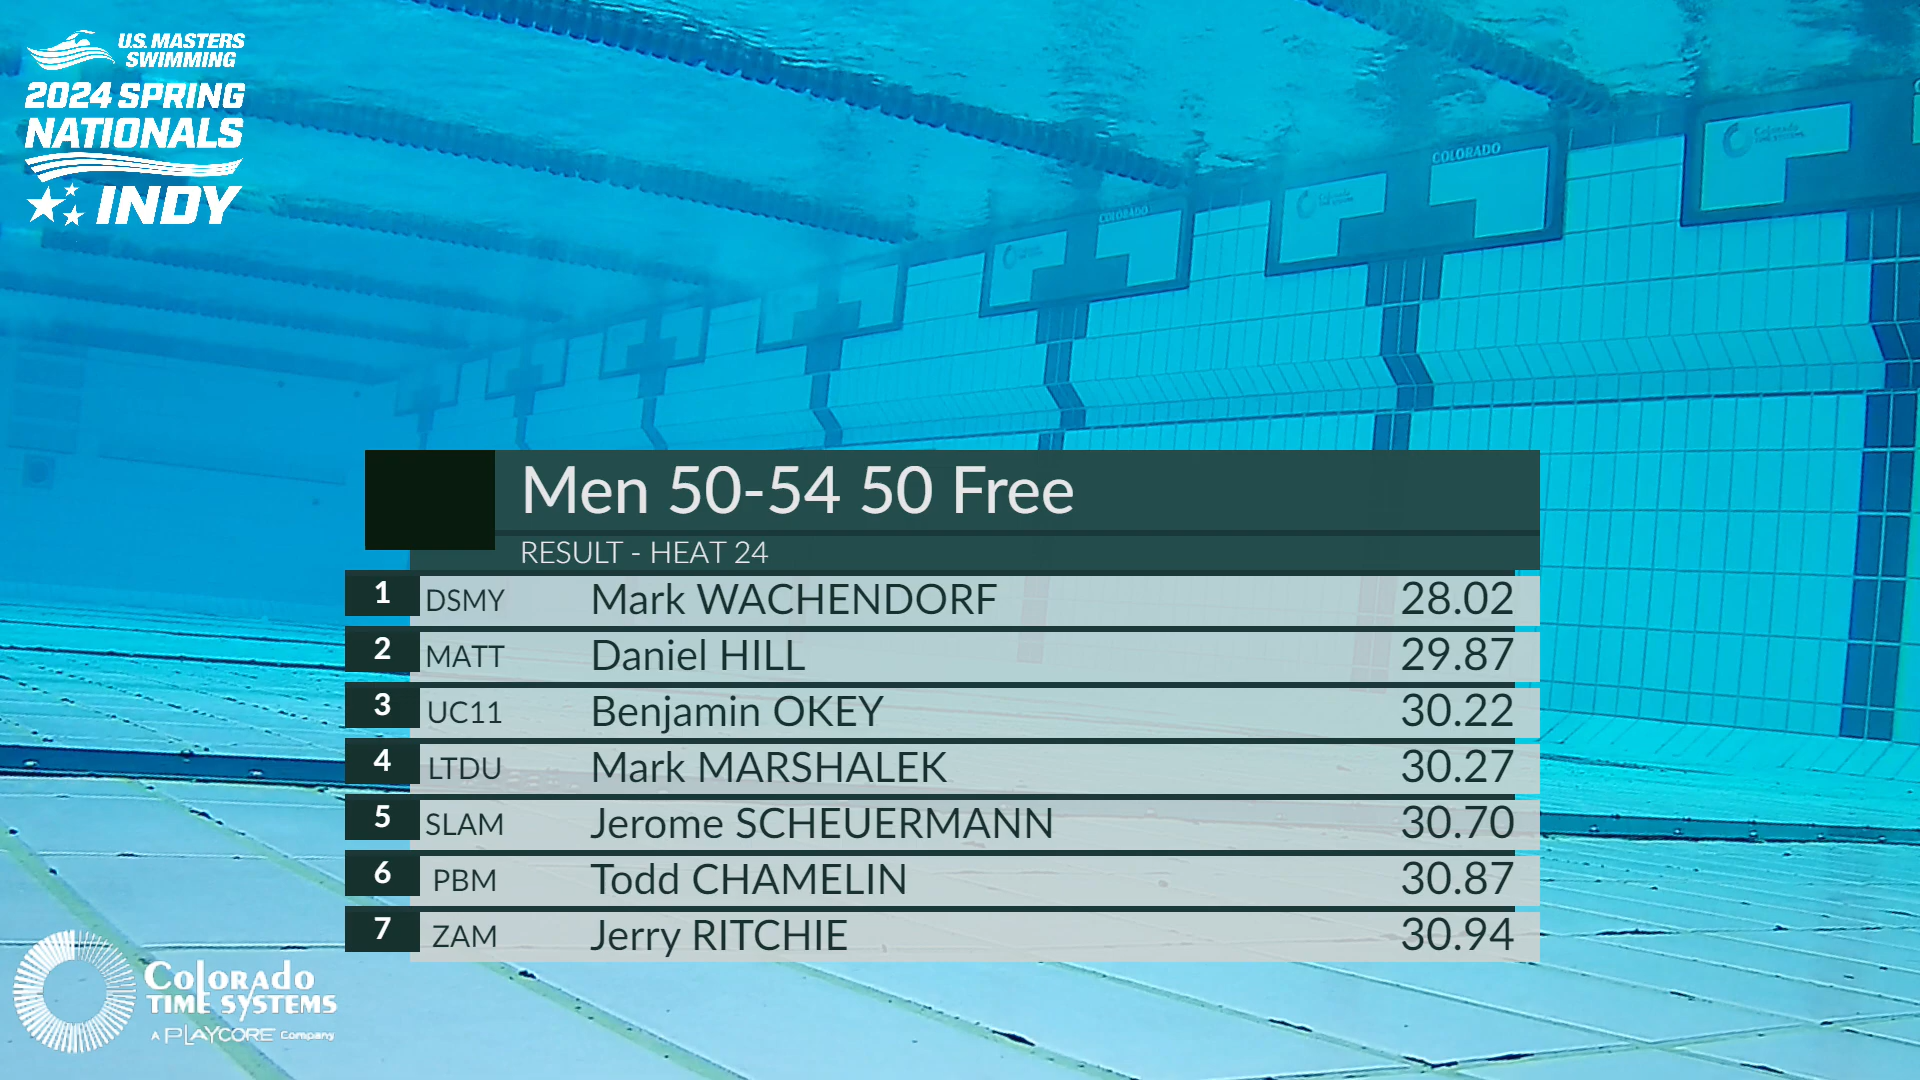 U.S. MASTERS
SWIMMING
2024 SPRING
NATIONALS
INDY
COLORADO
Colorado
TIME SYSTEMS
COLORADO
Men 50-54 50 Free
RESULT - HEAT 24
1 DSMY Mark WACHENDORF 28.02
2 MATT Daniel HILL 29.87
3 UC11 Benjamin OKEY 30.22
4 LTDU Mark MARSHALEK 30.27
5 SLAM Jerome SCHEUERMANN 30.70
6 PBM Todd CHAMELIN 30.87
7 ZAM Jerry RITCHIE 30.94
COLORADO
TIME SYSTEMS
A PLAYCORE Company